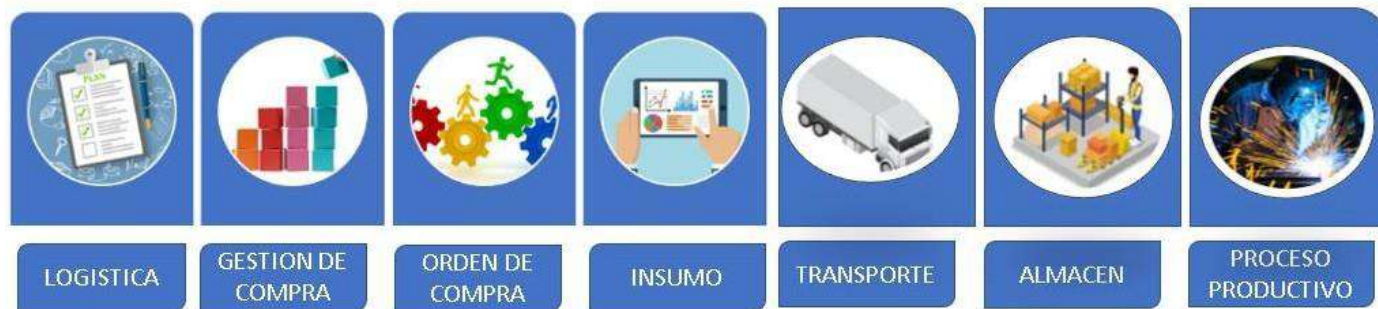 PLAN
LOGISTICA
GESTION DE
COMPRA
ORDEN DE
COMPRA
INSUMO
TRANSPORTE
ALMACEN
PROCESO
PRODUCTIVO